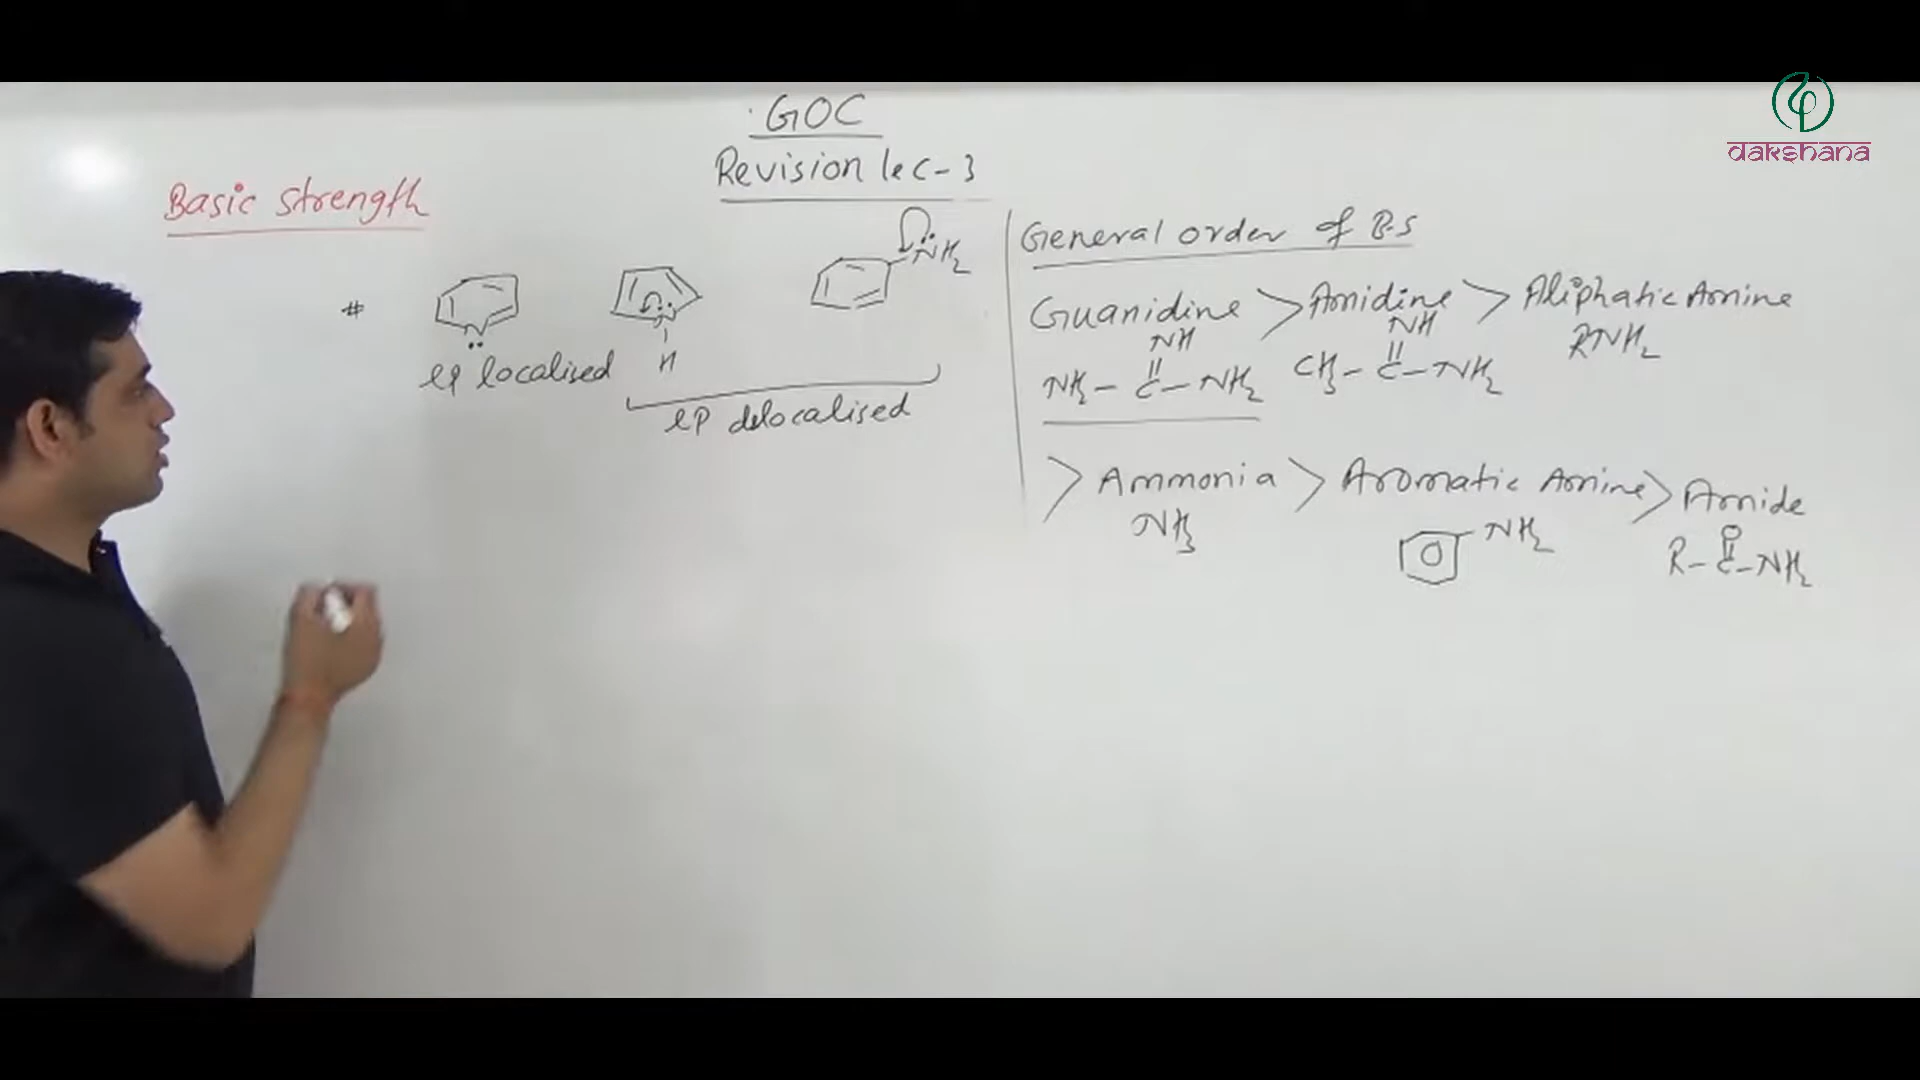 dakshana
GOC
Revision lec-3
Basic Strength
#
N
N
H
NH₂
lp localised
lp delocalised
General order of B.S
Guanidine > Amidine > Aliphatic Amine
NH
NH₂-C-NH₂
NH
CH₃-C-NH₂
RNH₂
> Ammonia > Aromatic Amine > Amide
NH₃
NH₂
O
R-C-NH₂